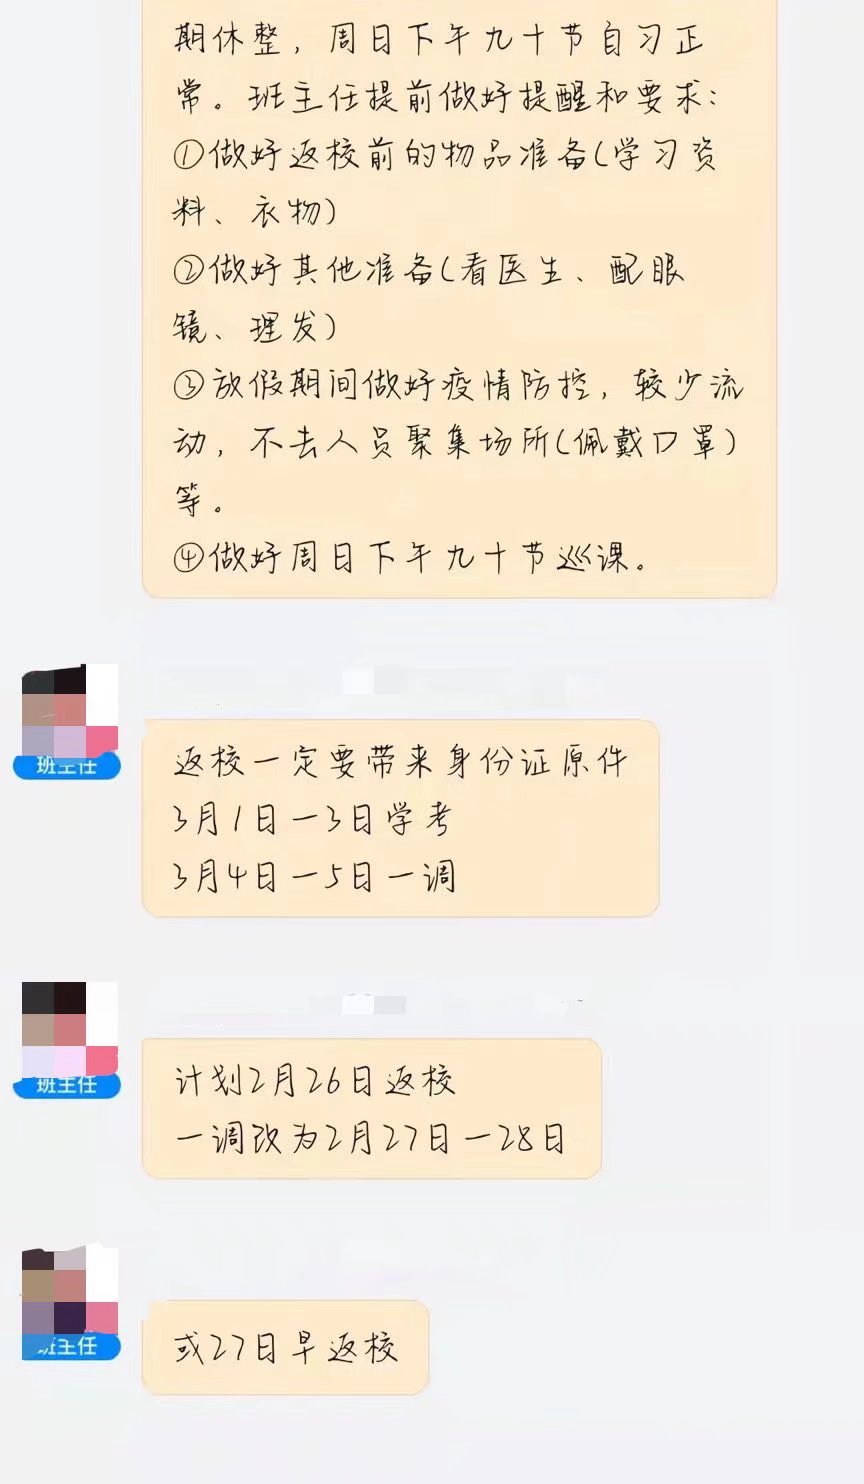 期休整，周日下午九十节自习正
常。班主任提前做好提醒和要求：
①做好返校前的物品准备(学习资
料、衣物)
②做好其他准备(看医生、配眼
镜、理发)
③放假期间做好疫情防控，较少流
动，不去人员聚集场所(佩戴口罩)
等。
④做好周日下午九十节巡课。
班主任
返校一定要带来身份证原件
3月1日一3日学考
3月4日一5日一调
班主任
计划2月26日返校
一调改为2月27日一28日
班主任
或27日早返校